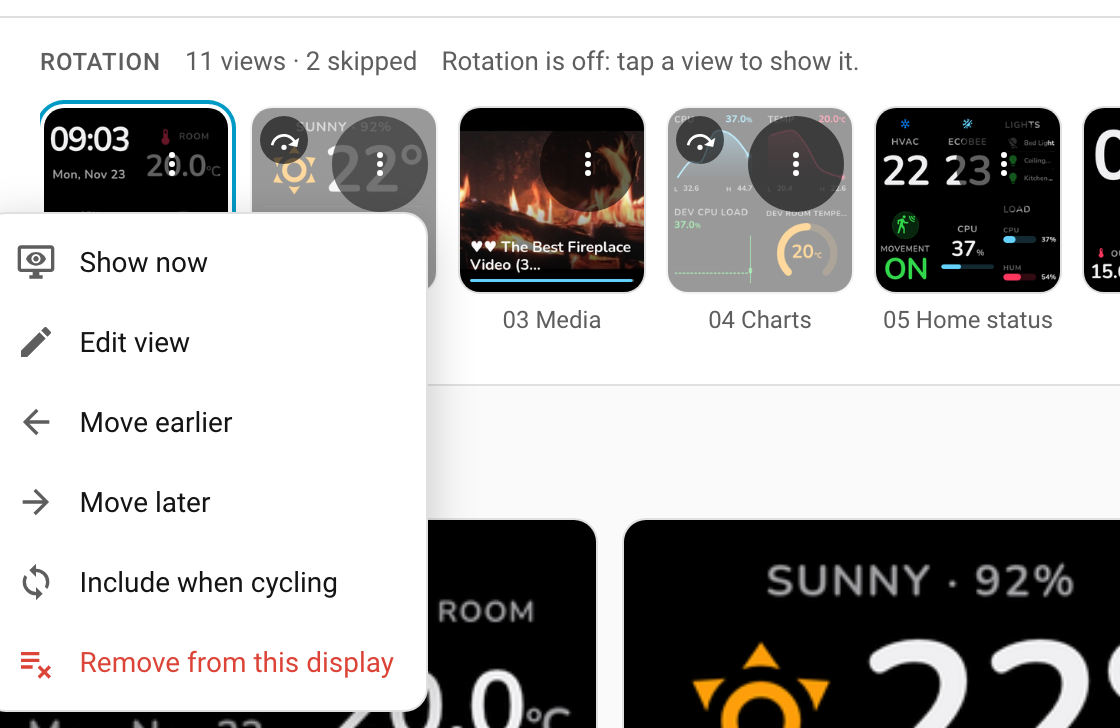 ROTATION 11 views · 2 skipped Rotation is off: tap a view to show it.
09:03
ROOM
20.0°C
Mon, Nov 23
SUNNY · 92%
22°
♥♥ The Best Fireplace
Video (3...
03 Media
CPU 37.0% TEMP 20.0°C
L 32.6 H 44.7 L 20.4 H 22.6
DEV CPU LOAD DEV ROOM TEMPE...
37.0%
20°C
04 Charts
HVAC ECOBEE LIGHTS
22 23
Bed Light
Ceiling...
Kitchen...
LOAD
CPU
37%
MOVEMENT
ON
CPU
37%
HUM
54%
05 Home status
0
15.
Show now
Edit view
Move earlier
Move later
Include when cycling
Remove from this display
ROOM
20.0°C
SUNNY · 92%
22°